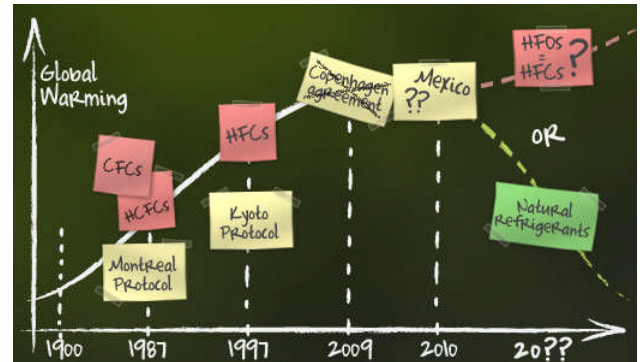 Global
Warming
CFCs
HCFCs
Montreal
Protocol
HFCs
Kyoto
Protocol
Copenhagen
agreement
Mexico
??
HFOs
=
HFCs
?
OR
Natural
Refrigerants
1900
1987
1997
2009
2010
20??